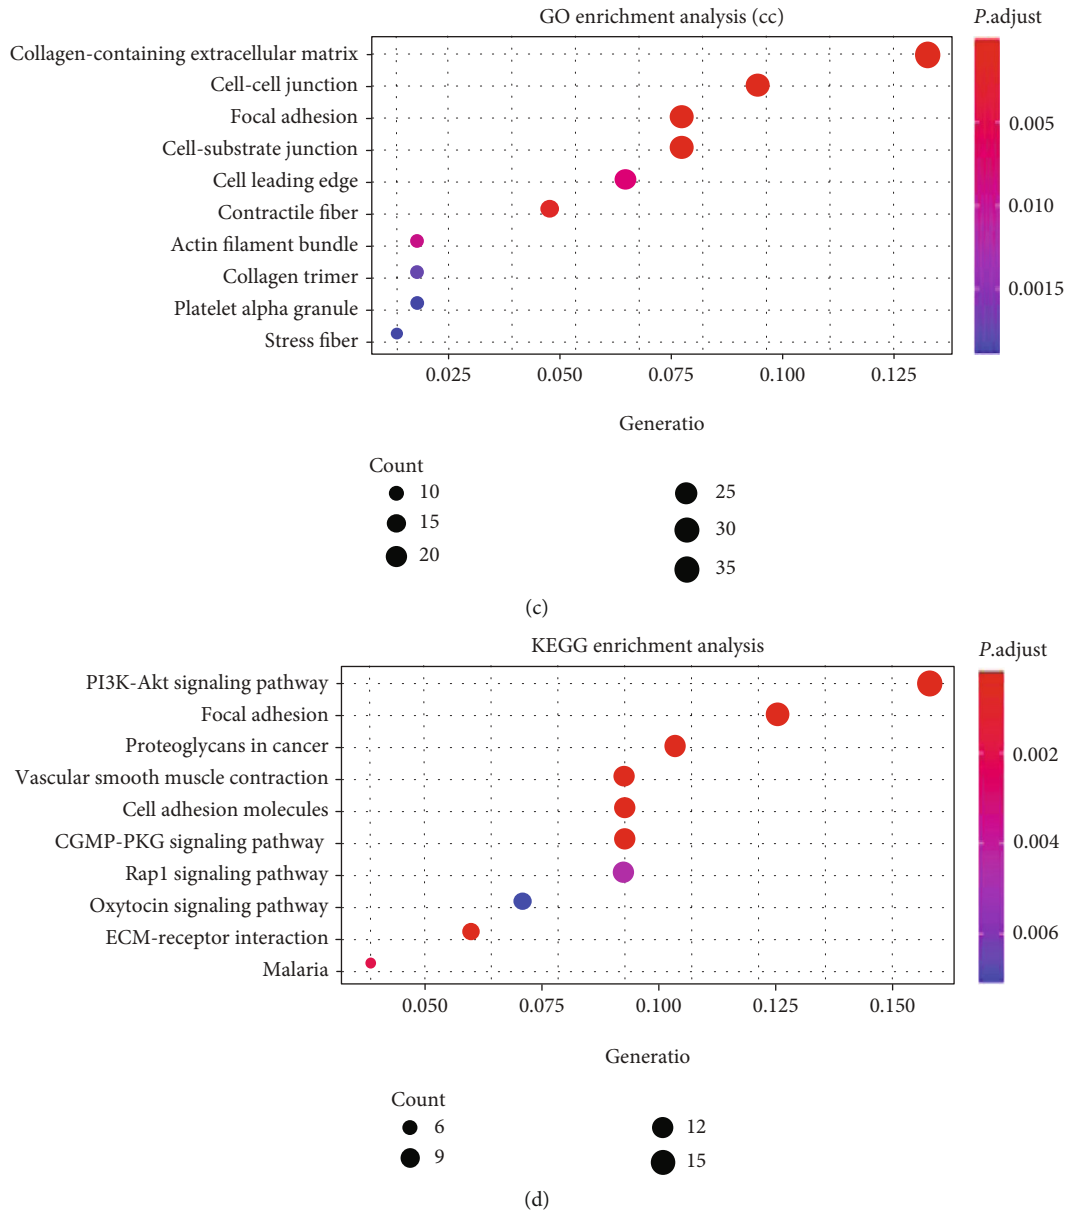 GO enrichment analysis (cc)
P.adjust
Collagen-containing extracellular matrix
Cell-cell junction
Focal adhesion
Cell-substrate junction
Cell leading edge
Contractile fiber
Actin filament bundle
Collagen trimer
Platelet alpha granule
Stress fiber
0.005
0.010
0.0015
0.025 0.050 0.075 0.100 0.125
Generatio
Count
10
15
20
25
30
35
(c)
KEGG enrichment analysis
P.adjust
PI3K-Akt signaling pathway
Focal adhesion
Proteoglycans in cancer
Vascular smooth muscle contraction
Cell adhesion molecules
CGMP-PKG signaling pathway
Rap1 signaling pathway
Oxytocin signaling pathway
ECM-receptor interaction
Malaria
0.002
0.004
0.006
0.050 0.075 0.100 0.125 0.150
Generatio
Count
6
9
12
15
(d)